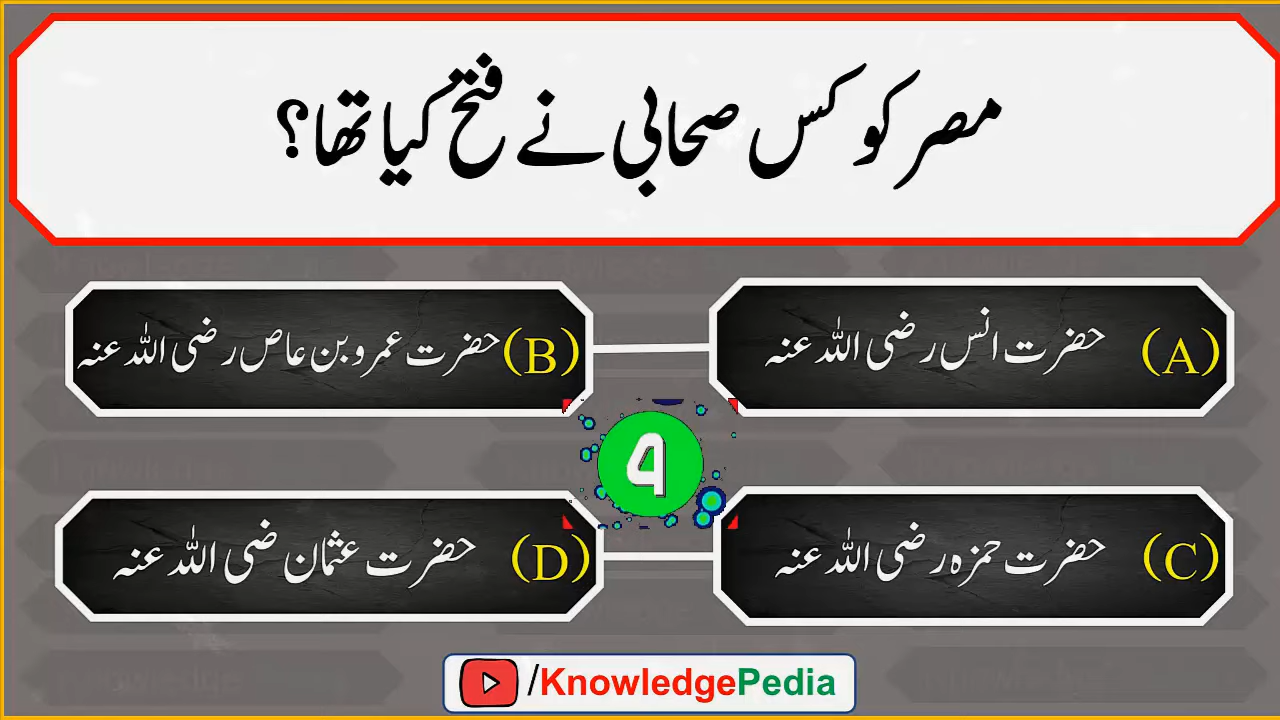 مصر کو کس صحابی نے فتح کیا تھا؟
(A) حضرت انس رضی اللہ عنہ
(B) حضرت عمرو بن عاص رضی اللہ عنہ
4
(C) حضرت حمزہ رضی اللہ عنہ
(D) حضرت عثمان ضی اللہ عنہ
/KnowledgePedia